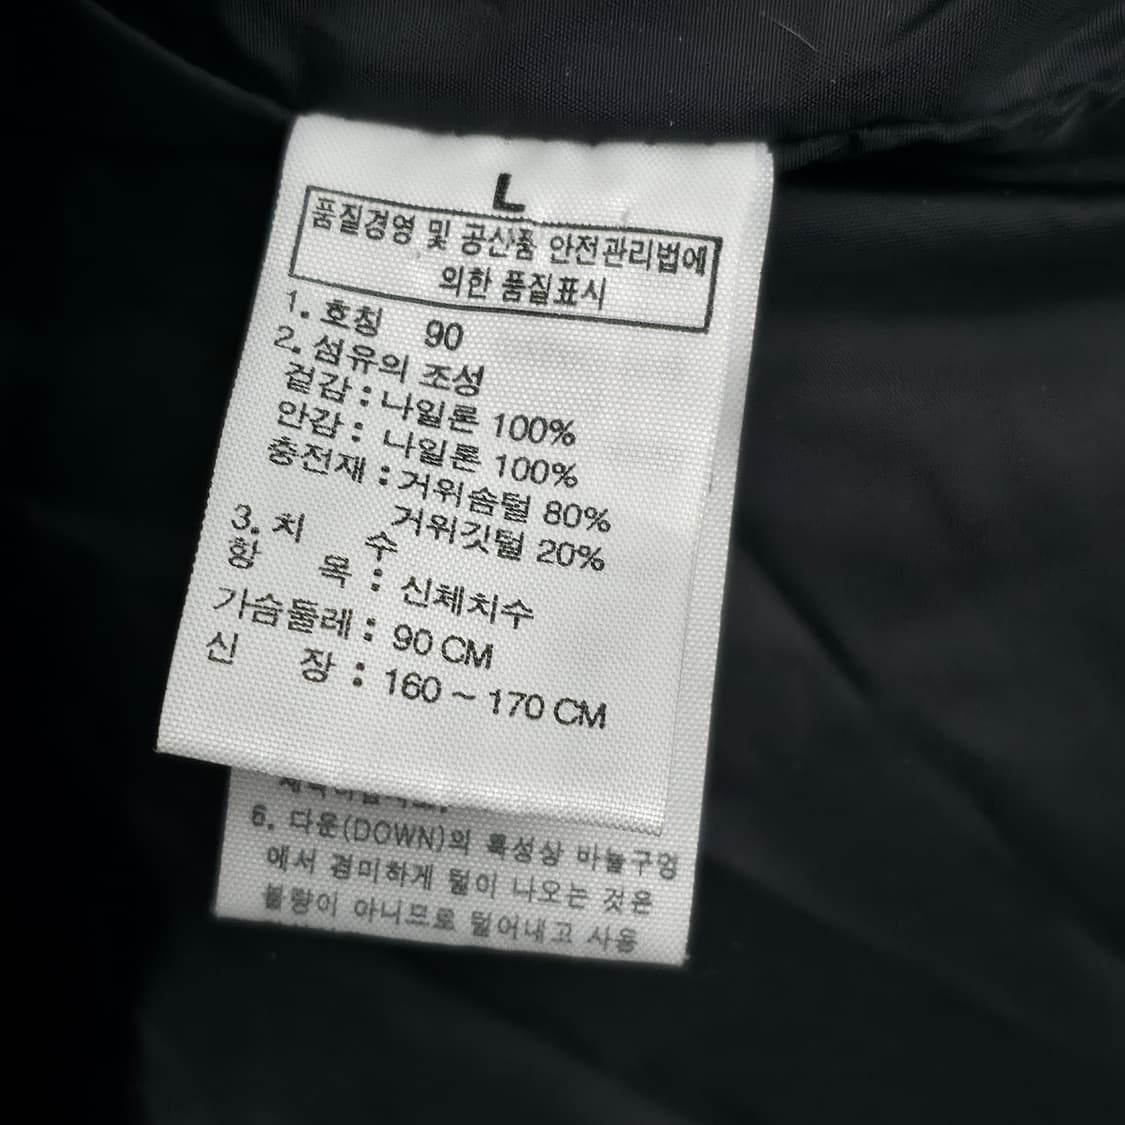 L
품질경영 및 공산품 안전관리법에
의한 품질표시
1. 호칭 90
2. 섬유의 조성
겉감 : 나일론 100%
안감 : 나일론 100%
충전재 : 거위솜털 80%
거위깃털 20%
3. 치 수
항 목 : 신체치수
가슴둘레 : 90 CM
신 장 : 160 ~ 170 CM
6. 다운(DOWN)의 특성상 바늘구멍
에서 경미하게 털이 나오는 것은
불량이 아니므로 털어내고 사용